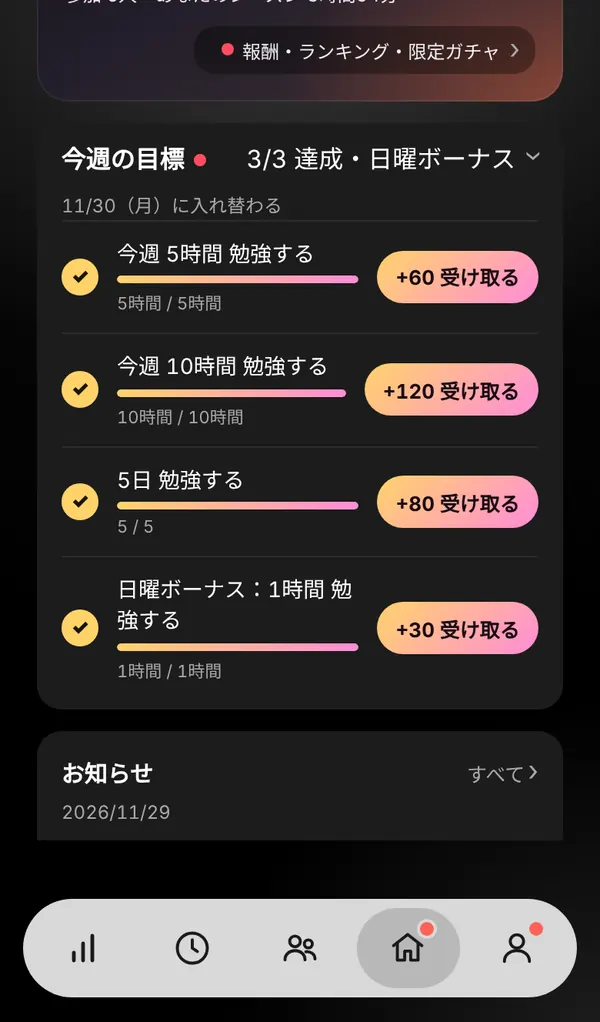 報酬・ランキング・限定ガチャ
今週の目標
3/3 達成・日曜ボーナス
11/30（月）に入れ替わる
今週 5時間 勉強する
5時間 / 5時間
+60 受け取る
今週 10時間 勉強する
10時間 / 10時間
+120 受け取る
5日 勉強する
5 / 5
+80 受け取る
日曜ボーナス：1時間 勉
強する
1時間 / 1時間
+30 受け取る
お知らせ
すべて
2026/11/29